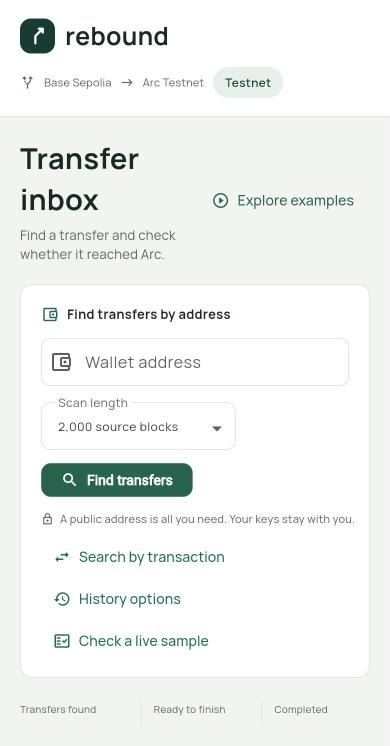 rebound
Base Sepolia → Arc Testnet Testnet
Transfer
inbox
Explore examples
Find a transfer and check
whether it reached Arc.
Find transfers by address
Wallet address
Scan length
2,000 source blocks
Find transfers
A public address is all you need. Your keys stay with you.
Search by transaction
History options
Check a live sample
Transfers found Ready to finish Completed